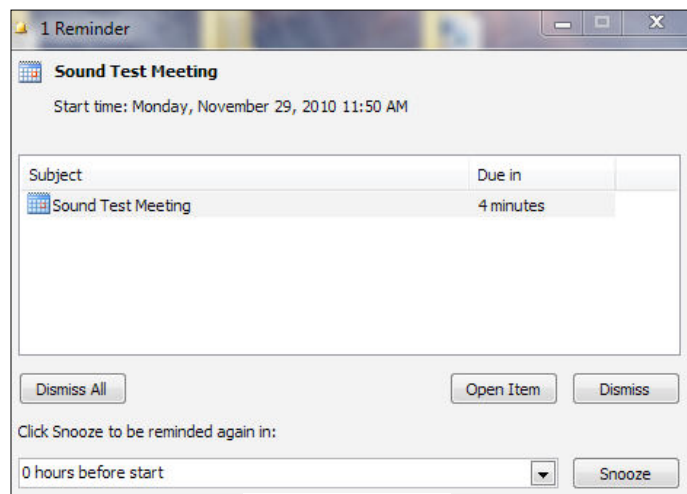 1 Reminder
Sound Test Meeting
Start time: Monday, November 29, 2010 11:50 AM
Subject Due in
Sound Test Meeting 4 minutes
Dismiss All Open Item Dismiss
Click Snooze to be reminded again in:
0 hours before start Snooze